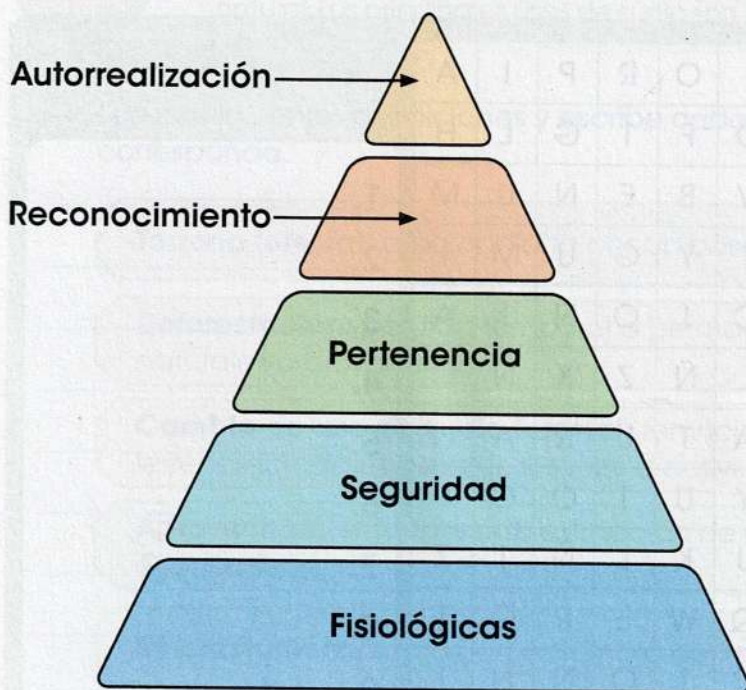 Autorrealización
Reconocimiento
Pertenencia
Seguridad
Fisiológicas